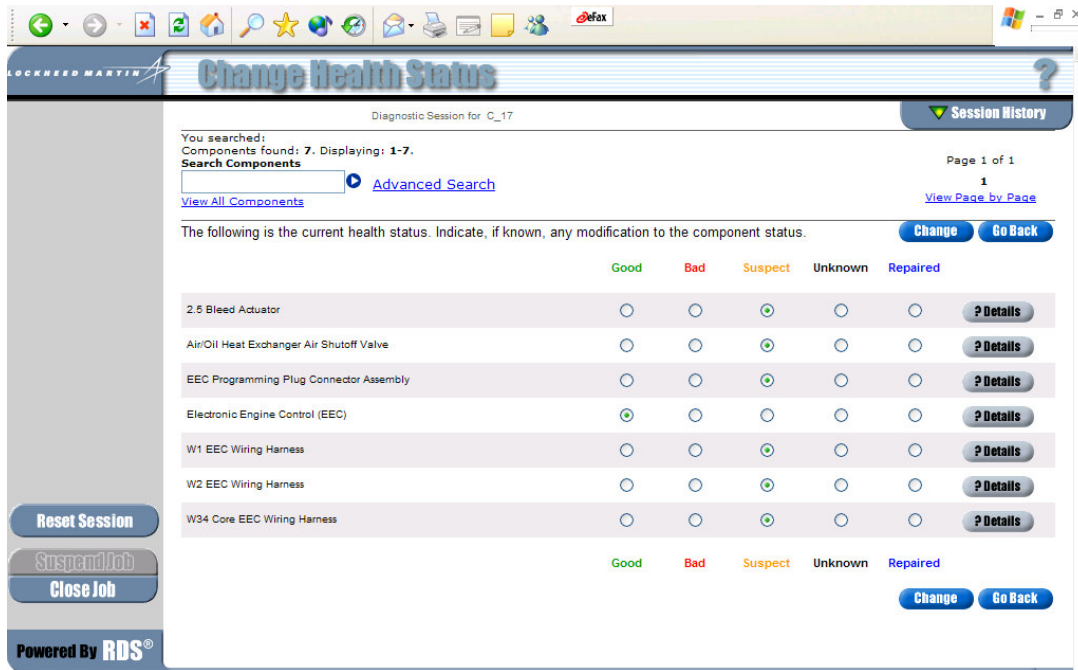 eFax
LOCKHEED MARTIN
Change Health Status
?
Diagnostic Session for C_17
Session History
You searched:
Components found: 7. Displaying: 1-7.
Search Components
Advanced Search
View All Components
Page 1 of 1
1
View Page by Page
The following is the current health status. Indicate, if known, any modification to the component status.
Change Go Back
Good Bad Suspect Unknown Repaired
2.5 Bleed Actuator ? Details
Air/Oil Heat Exchanger Air Shutoff Valve ? Details
EEC Programming Plug Connector Assembly ? Details
Electronic Engine Control (EEC) ? Details
W1 EEC Wiring Harness ? Details
W2 EEC Wiring Harness ? Details
W34 Core EEC Wiring Harness ? Details
Good Bad Suspect Unknown Repaired
Change Go Back
Reset Session
Suspend Job
Close Job
Powered By RDS®